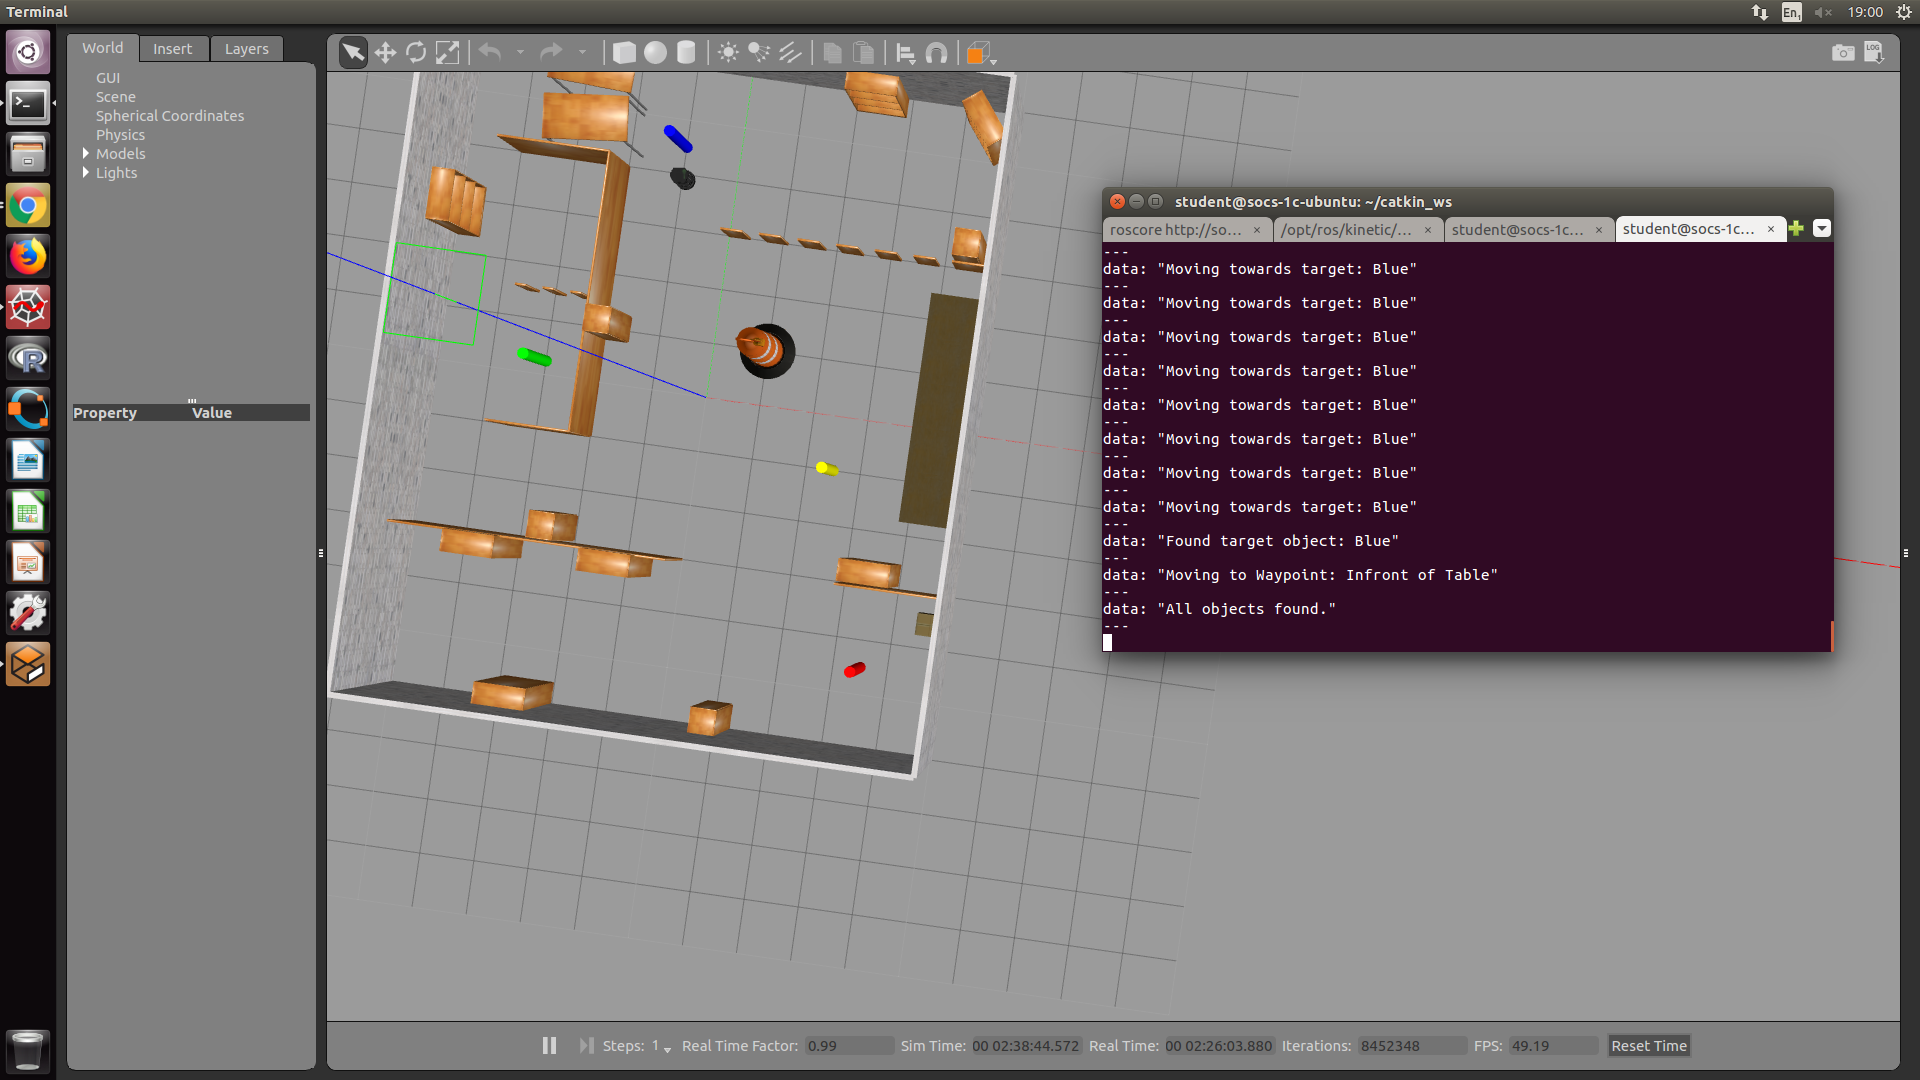 Terminal
En1
19:00
World
Insert
Layers
GUI
Scene
Spherical Coordinates
Physics
Models
Lights
Property
Value
LOG
student@socs-1c-ubuntu: ~/catkin_ws
roscore http://so... ×
/opt/ros/kinetic/... ×
student@socs-1c... ×
student@socs-1c... ×
---
data: "Moving towards target: Blue"
---
data: "Moving towards target: Blue"
---
data: "Moving towards target: Blue"
---
data: "Moving towards target: Blue"
---
data: "Moving towards target: Blue"
---
data: "Moving towards target: Blue"
---
data: "Moving towards target: Blue"
---
data: "Moving towards target: Blue"
---
data: "Found target object: Blue"
---
data: "Moving to Waypoint: Infront of Table"
---
data: "All objects found."
---
Steps: 1 Real Time Factor: 0.99 Sim Time: 00 02:38:44.572 Real Time: 00 02:26:03.880 Iterations: 8452348 FPS: 49.19 Reset Time